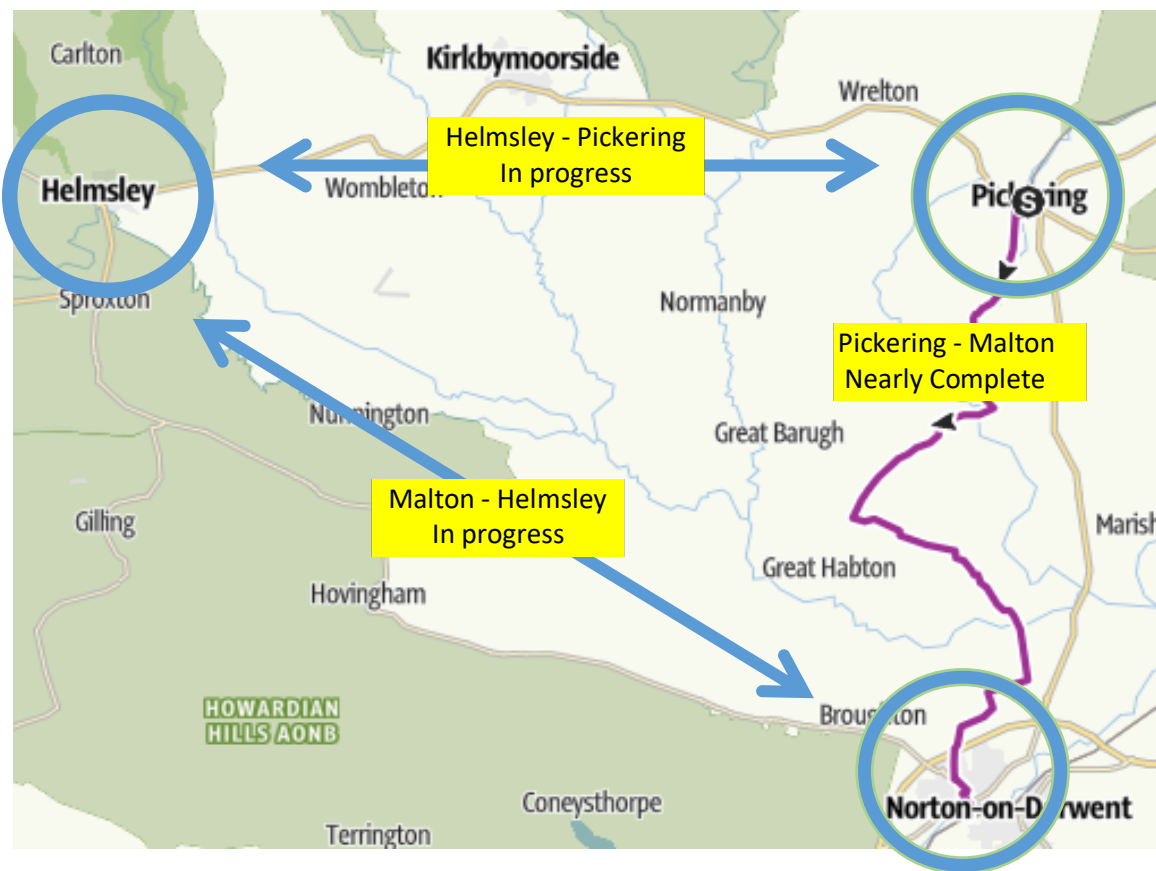 Carlton
Kirkbymoorside
Wrelton
Helmsley - Pickering
In progress
Helmsley
Wombleton
Pickering
S
Sproxton
Normanby
Pickering - Malton
Nearly Complete
Nunnington
Great Barugh
Malton - Helmsley
In progress
Gilling
Marish
Great Habton
Hovingham
HOWARDIAN
HILLS AONB
Broughton
Coneysthorpe
Norton-on-Derwent
Terrington